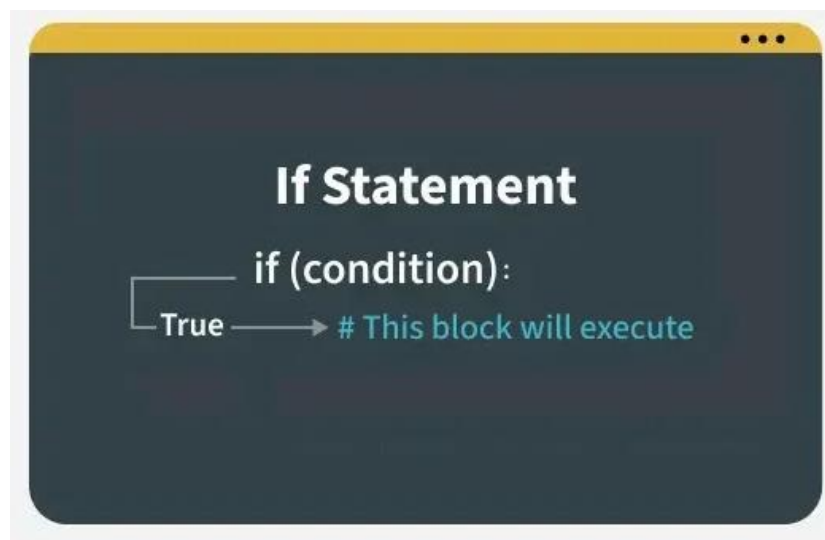 If Statement
if (condition):
True # This block will execute